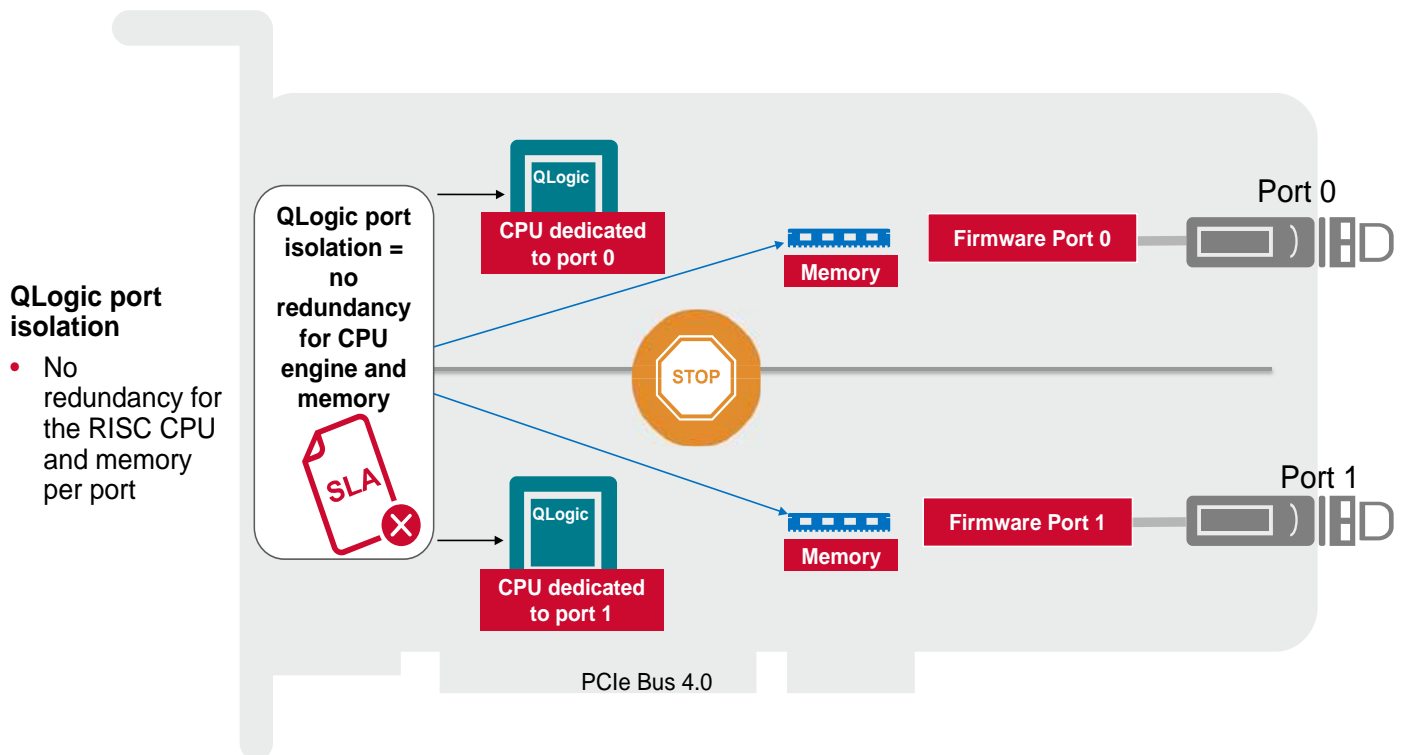 QLogic port
isolation
• No
redundancy for
the RISC CPU
and memory
per port
QLogic port
isolation =
no
redundancy
for CPU
engine and
memory
SLA
QLogic
CPU dedicated
to port 0
Memory
Firmware Port 0
Port 0
STOP
QLogic
CPU dedicated
to port 1
Memory
Firmware Port 1
Port 1
PCIe Bus 4.0